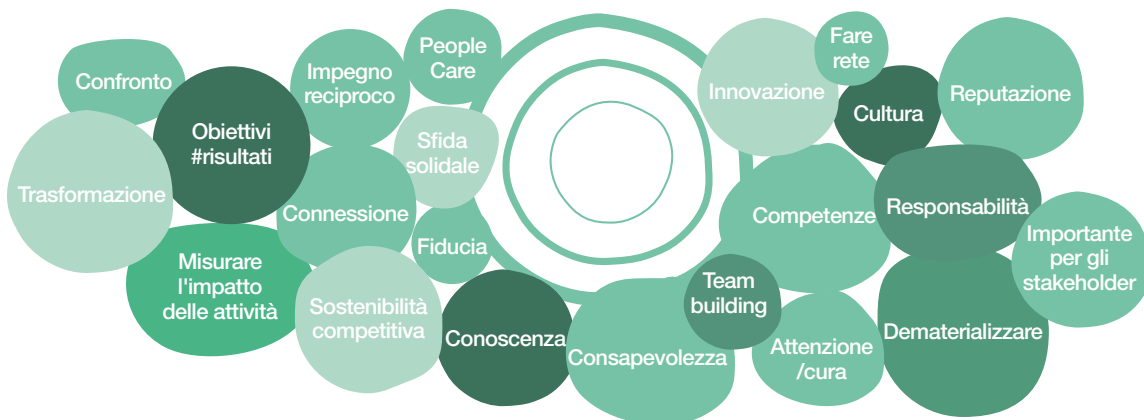 Confronto
Obiettivi
#risultati
Impegno
reciproco
People
Care
Trasformazione
Connessione
Sfida
solidale
Fiducia
Misurare
l'impatto
delle attività
Sostenibilità
competitiva
Conoscenza
Consapevolezza
Team
building
Attenzione
/cura
Innovazione
Fare
rete
Cultura
Reputazione
Competenze
Responsabilità
Importante
per gli
stakeholder
Dematerializzare